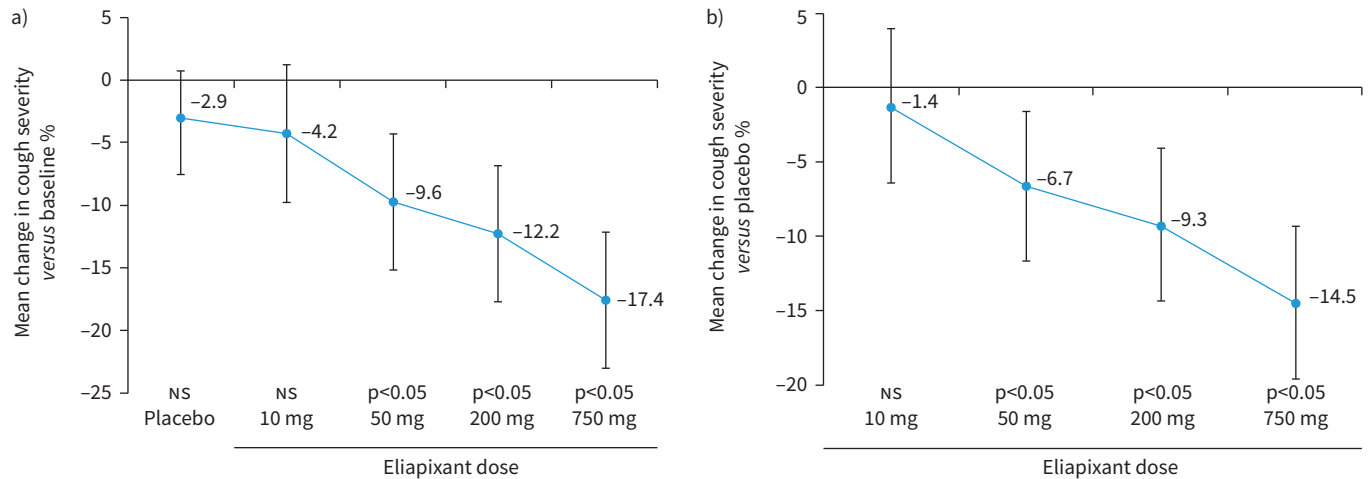 a)
Mean change in cough severity
versus baseline %
5
0
–5
–10
–15
–20
–25
–2.9
–4.2
–9.6
–12.2
–17.4
NS
Placebo
NS
10 mg
p<0.05
50 mg
p<0.05
200 mg
p<0.05
750 mg
Eliapixant dose
b)
Mean change in cough severity
versus placebo %
5
0
–5
–10
–15
–20
–1.4
–6.7
–9.3
–14.5
NS
10 mg
p<0.05
50 mg
p<0.05
200 mg
p<0.05
750 mg
Eliapixant dose